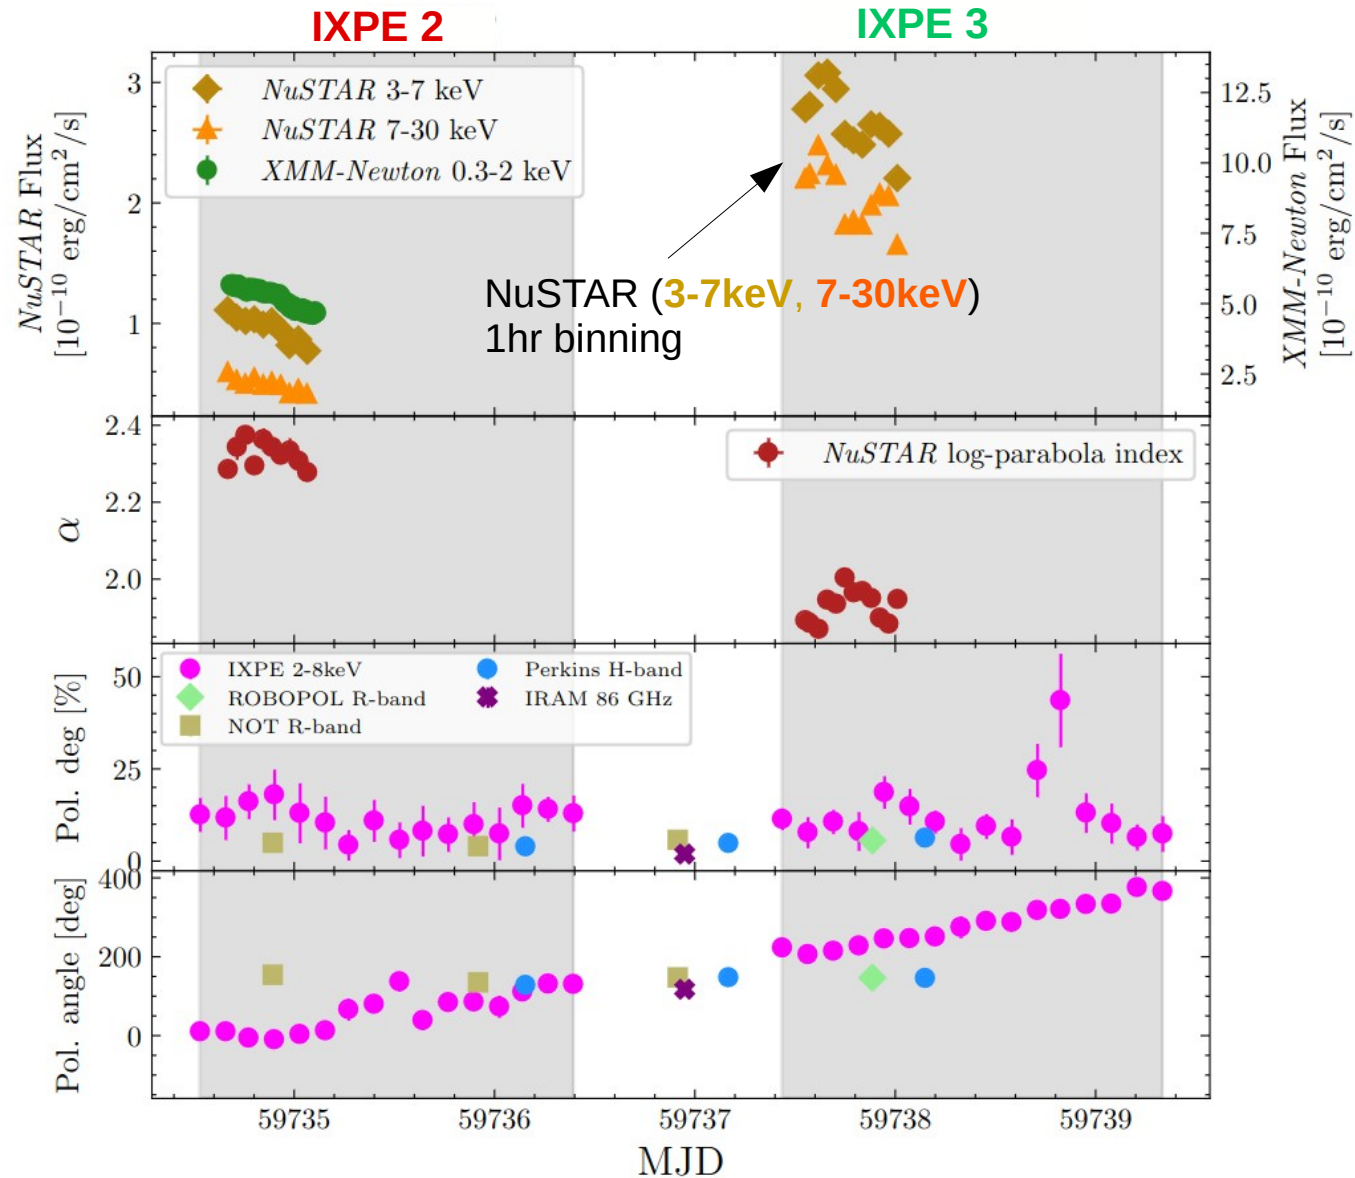 IXPE 2
IXPE 3
NuSTAR 3-7 keV
NuSTAR 7-30 keV
XMM-Newton 0.3-2 keV
NuSTAR Flux
[10⁻¹⁰ erg/cm²/s]
3
2
1
12.5
10.0
7.5
5.0
2.5
XMM-Newton Flux
[10⁻¹⁰ erg/cm²/s]
NuSTAR (3-7keV, 7-30keV)
1hr binning
α
2.4
2.2
2.0
NuSTAR log-parabola index
Pol. deg [%]
50
25
0
IXPE 2-8keV
ROBOPOL R-band
NOT R-band
Perkins H-band
IRAM 86 GHz
Pol. angle [deg]
400
200
0
59735
59736
59737
59738
59739
MJD